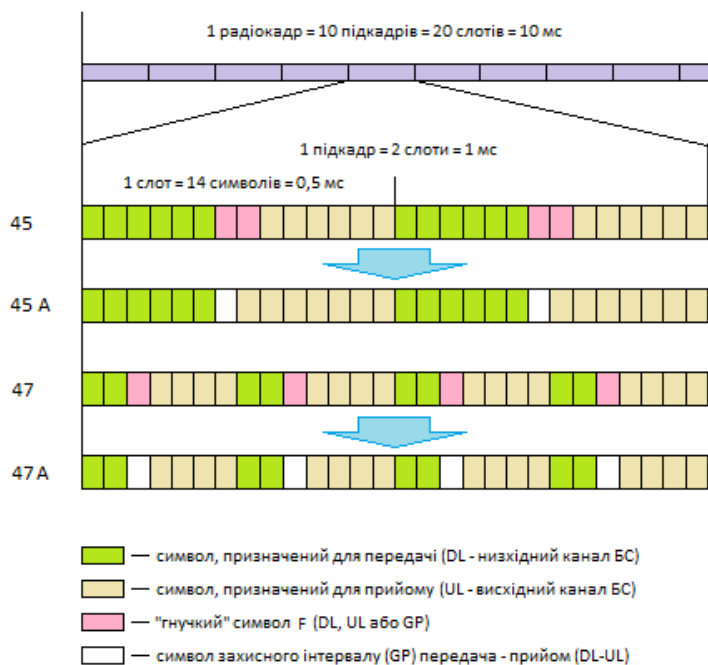 1 радіокадр = 10 підкадрів = 20 слотів = 10 мс
1 підкадр = 2 слоти = 1 мс
1 слот = 14 символів = 0,5 мс
45
45 А
47
47 А
— символ, призначений для передачі (DL - низхідний канал БС)
— символ, призначений для прийому (UL - висхідний канал БС)
— "гнучкий" символ F (DL, UL або GP)
— символ захисного інтервалу (GP) передача - прийом (DL-UL)